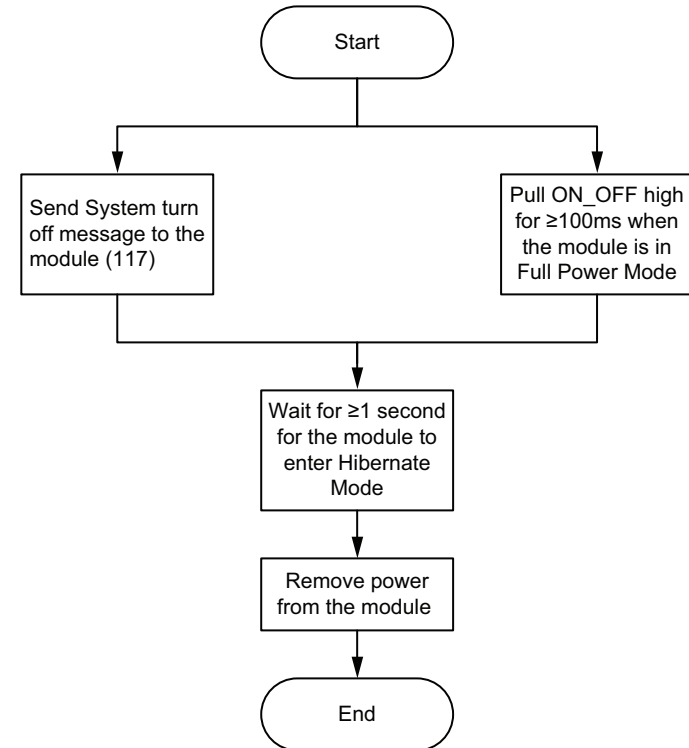 Start
Send System turn
off message to the
module (117)
Pull ON_OFF high
for ≥100ms when
the module is in
Full Power Mode
Wait for ≥1 second
for the module to
enter Hibernate
Mode
Remove power
from the module
End